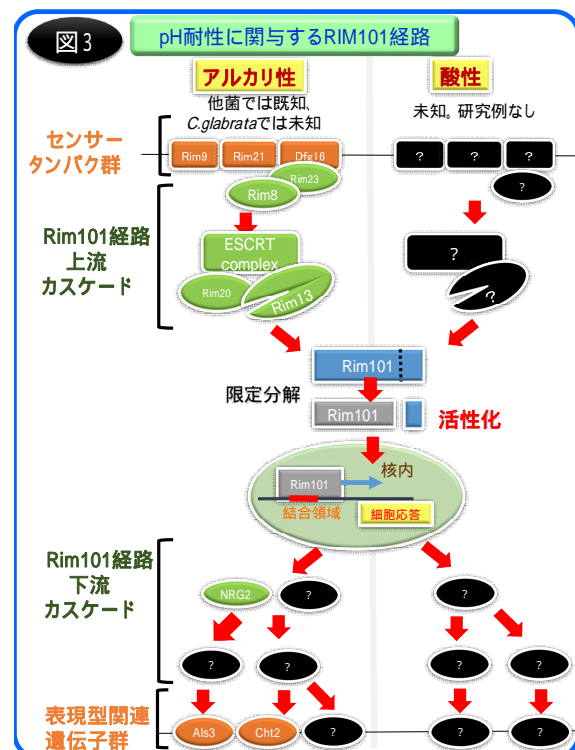 図3
pH耐性に関与するRIM101経路
アルカリ性
酸性
他菌では既知、
C.glabrataでは未知
未知。研究例なし
センサー
タンパク群
Rim9 Rim21 Dfg16 ? ? ?
Rim23
Rim8
?
Rim101経路
上流
カスケード
ESCRT
complex
?
Rim20
Rim13
?
Rim101
限定分解
Rim101
活性化
核内
Rim101
結合領域
細胞応答
Rim101経路
下流
カスケード
NRG2 ? ?
? ? ? ?
表現型関連
遺伝子群
Als3 Cht2 ? ? ?